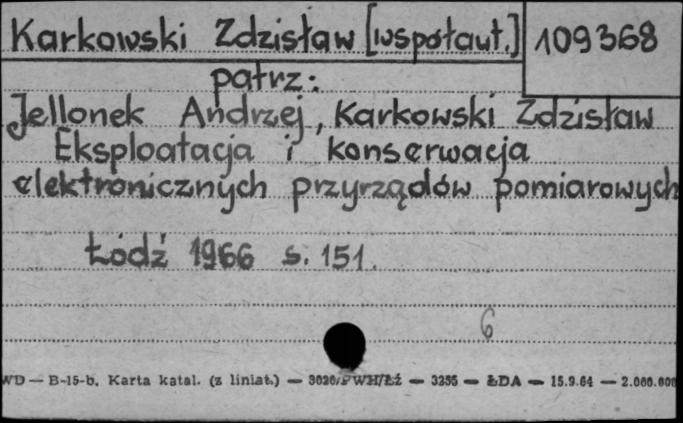 Karkowski Zdzisław [współaut.] 109368
patrz:
Jellonek Andrzej, Karkowski Zdzisław
Eksploatacja i konserwacja
elektronicznych przyrządów pomiarowych
Łódź 1966 s. 151.
6
WD — B-15-b. Karta katal. (z liniat.) — 3020/PWH/Łź — 3255 — ŁDA — 15.9.64 — 2.000.000